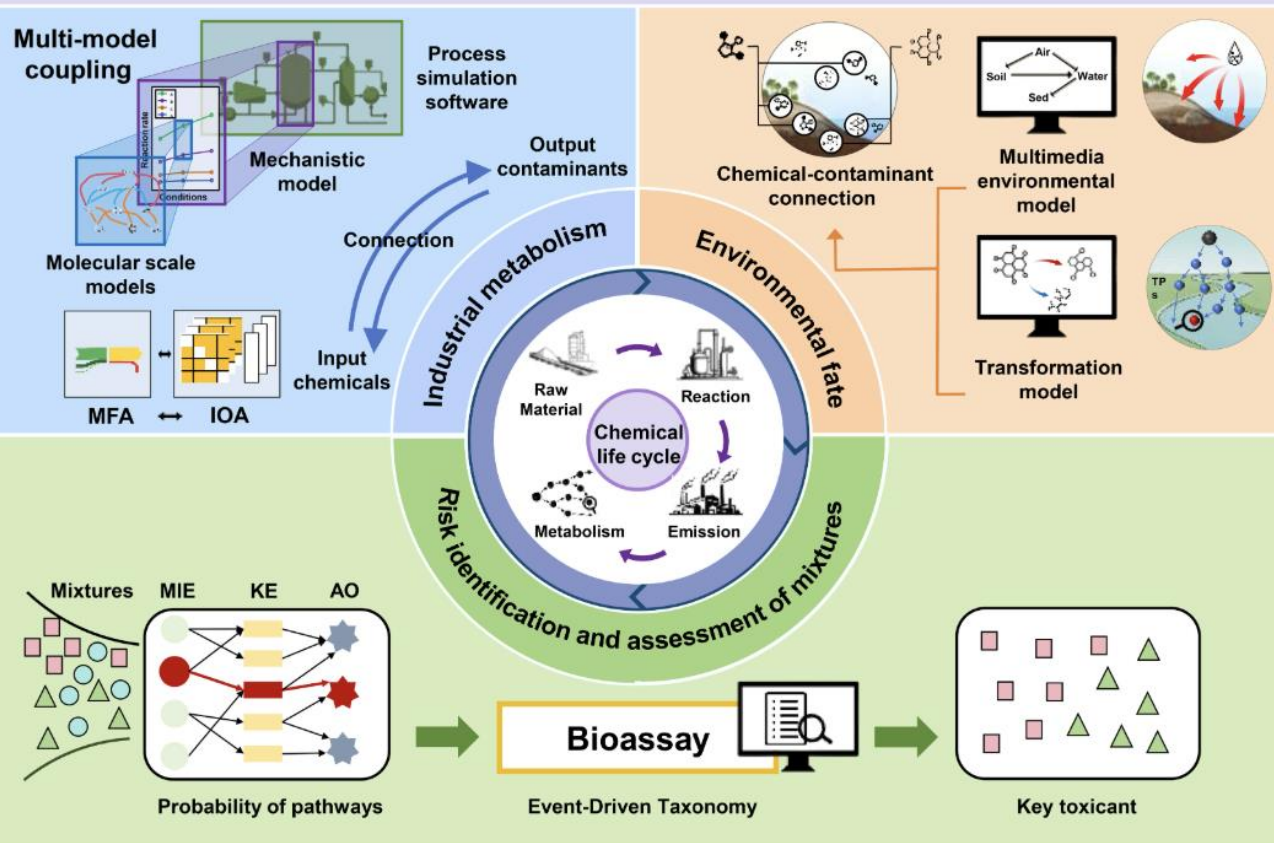 Multi-model
coupling
Process
simulation
software
Reaction rate
Conditions
Mechanistic
model
Molecular scale
models
Output
contaminants
Connection
Input
chemicals
MFA
IOA
Industrial metabolism
Chemical-contaminant
connection
Air
Soil
Water
Sed
Multimedia
environmental
model
TP
s
Transformation
model
Environmental fate
Raw
Material
Reaction
Chemical
life cycle
Metabolism
Emission
Risk identification and assessment of mixtures
Mixtures
MIE
KE
AO
Probability of pathways
Bioassay
Event-Driven Taxonomy
Key toxicant